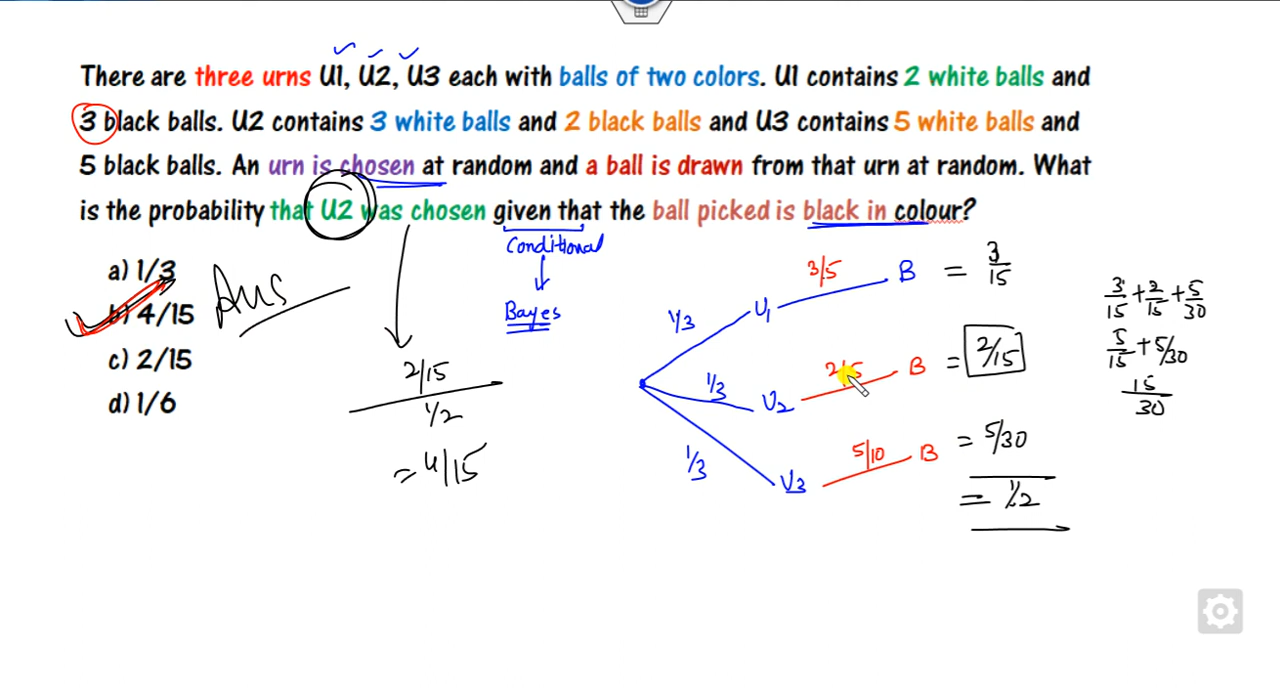 There are three urns U1, U2, U3 each with balls of two colors. U1 contains 2 white balls and
3 black balls. U2 contains 3 white balls and 2 black balls and U3 contains 5 white balls and
5 black balls. An urn is chosen at random and a ball is drawn from that urn at random. What
is the probability that U2 was chosen given that the ball picked is black in colour?
Conditional
Bayes
a) 1/3
b) 4/15
c) 2/15
d) 1/6
Ans
2/15
1/2
= 4/15
1/3 U1 3/5 B = 3/15
1/3 U2 2/5 B = 2/15
1/3 U3 5/10 B = 5/30
= 1/2
3/15 + 2/15 + 5/30
5/15 + 5/30
15/30